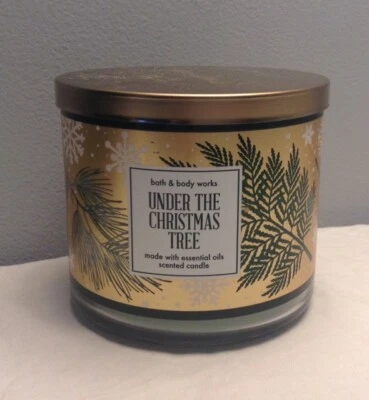 bath & body works
UNDER THE
CHRISTMAS
TREE
made with essential oils
scented candle